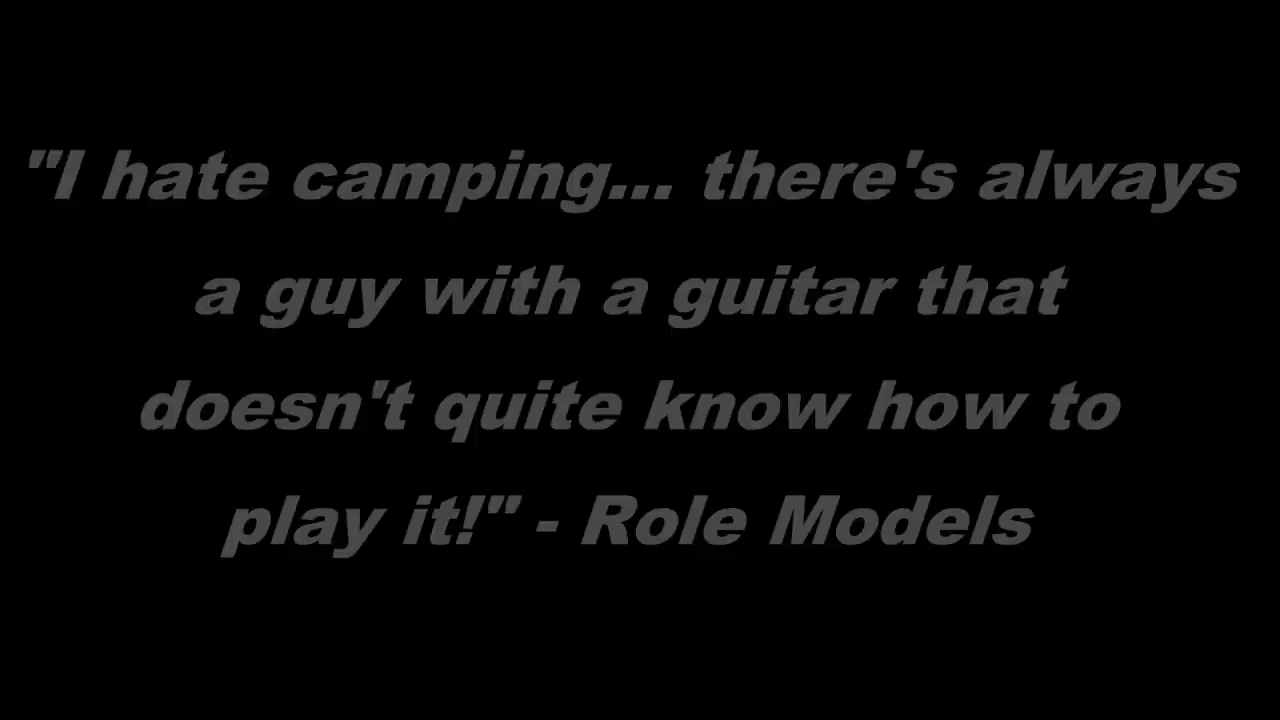 "I hate camping... there's always
a guy with a guitar that
doesn't quite know how to
play it!" - Role Models